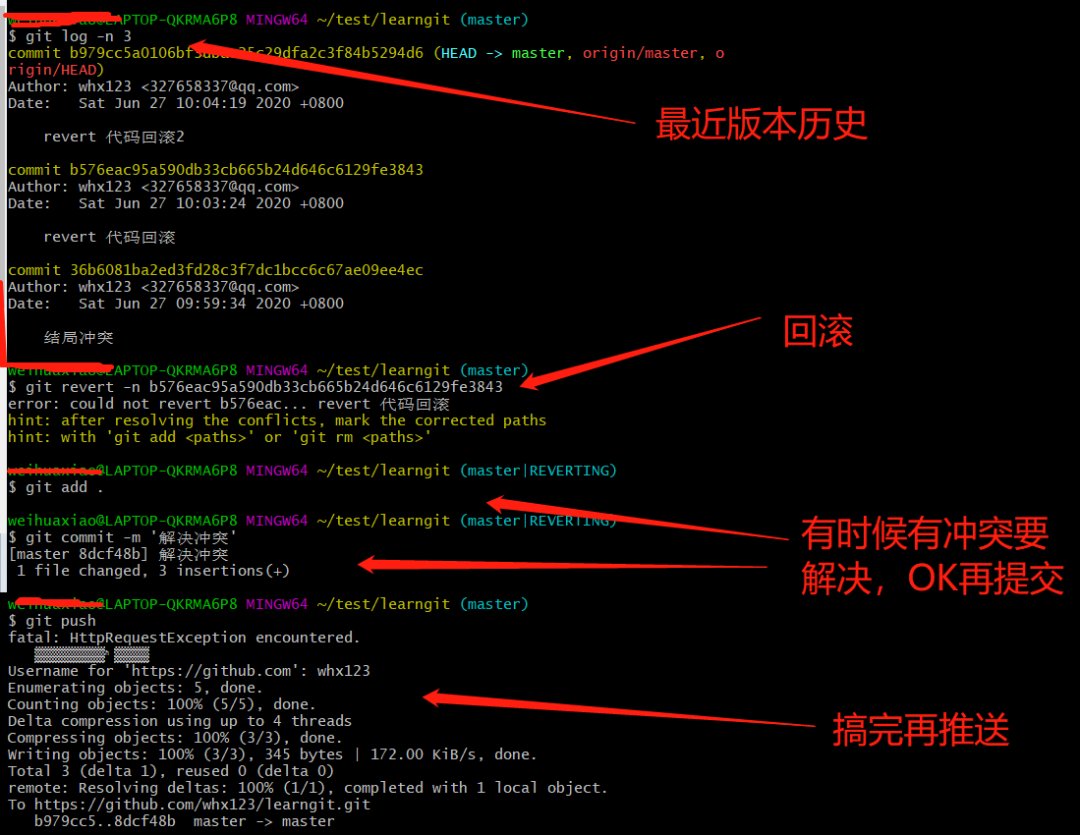 @LAPTOP-QKRMA6P8 MINGW64 ~/test/learngit (master)
$ git log -n 3
commit b979cc5a0106bf 29dfa2c3f84b5294d6 (HEAD -> master, origin/master, o
rigin/HEAD)
Author: whx123 <327658337@qq.com>
Date:   Sat Jun 27 10:04:19 2020 +0800
最近版本历史
revert 代码回滚2
commit b576eac95a590db33cb665b24d646c6129fe3843
Author: whx123 <327658337@qq.com>
Date:   Sat Jun 27 10:03:24 2020 +0800
revert 代码回滚
commit 36b6081ba2ed3fd28c3f7dc1bcc6c67ae09ee4ec
Author: whx123 <327658337@qq.com>
Date:   Sat Jun 27 09:59:34 2020 +0800
回滚
结局冲突
LAPTOP-QKRMA6P8 MINGW64 ~/test/learngit (master)
$ git revert -n b576eac95a590db33cb665b24d646c6129fe3843
error: could not revert b576eac... revert 代码回滚
hint: after resolving the conflicts, mark the corrected paths
hint: with 'git add <paths>' or 'git rm <paths>'
weihuaxiao@LAPTOP-QKRMA6P8 MINGW64 ~/test/learngit (master|REVERTING)
$ git add .
weihuaxiao@LAPTOP-QKRMA6P8 MINGW64 ~/test/learngit (master|REVERTING)
$ git commit -m '解决冲突'
[master 8dcf48b] 解决冲突
1 file changed, 3 insertions(+)
有时候有冲突要
解决，OK再提交
weihuaxiao@LAPTOP-QKRMA6P8 MINGW64 ~/test/learngit (master)
$ git push
fatal: HttpRequestException encountered.
Username for 'https://github.com': whx123
Enumerating objects: 5, done.
Counting objects: 100% (5/5), done.
Delta compression using up to 4 threads
Compressing objects: 100% (3/3), done.
搞完再推送
Writing objects: 100% (3/3), 345 bytes | 172.00 KiB/s, done.
Total 3 (delta 1), reused 0 (delta 0)
remote: Resolving deltas: 100% (1/1), completed with 1 local object.
To https://github.com/whx123/learngit.git
b979cc5..8dcf48b  master -> master